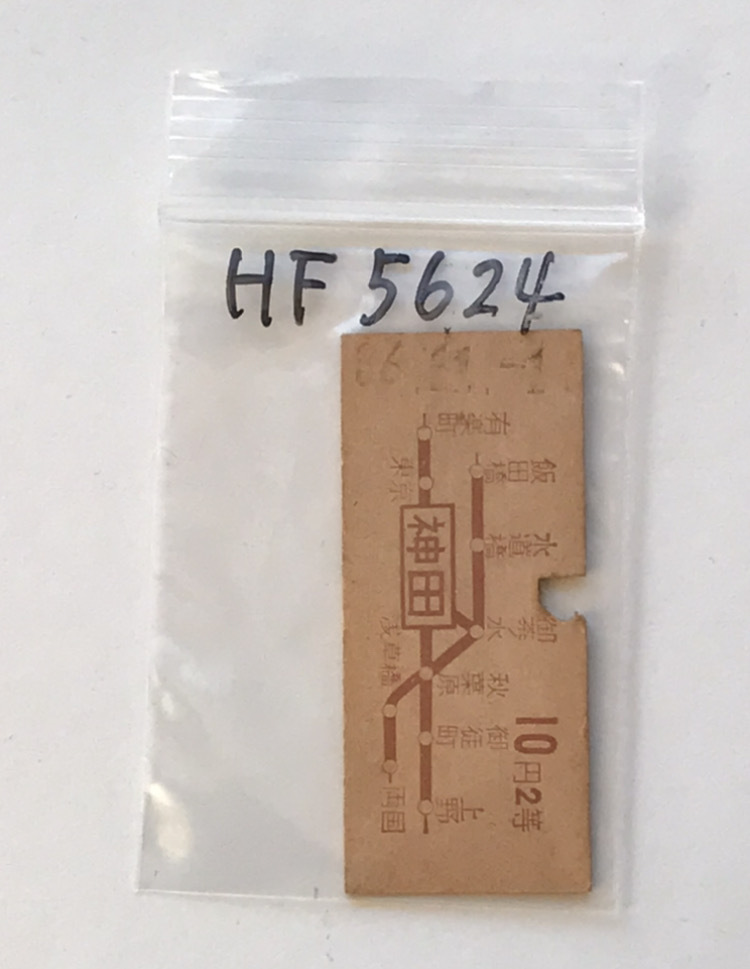 HF 5624
有楽町
東京
飯田橋
水道橋
神田
御茶ノ水
浅草橋
秋葉原
御徒町
上野
両国
10円2等